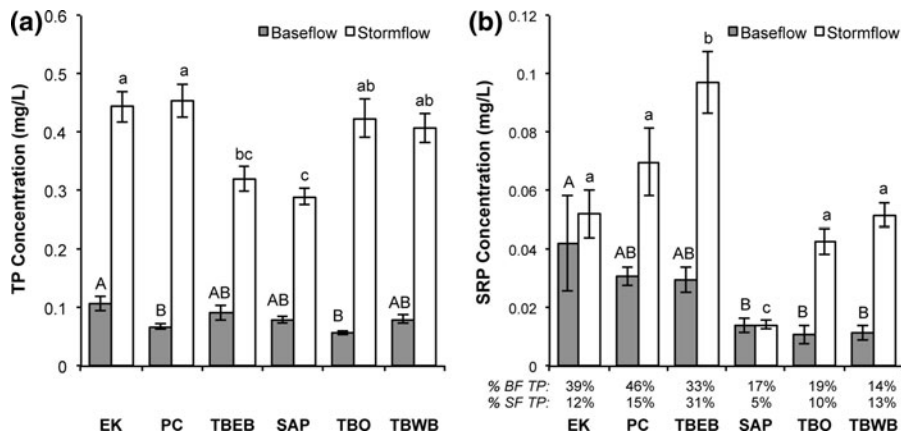 (a)
TP Concentration (mg/L)
0.6
0.5
0.4
0.3
0.2
0.1
0
Baseflow Stormflow
a a bc c ab ab
A B AB AB B AB
EK PC TBEB SAP TBO TBWB
(b)
SRP Concentration (mg/L)
0.12
0.1
0.08
0.06
0.04
0.02
0
Baseflow Stormflow
A a AB a AB b B c B a B a
% BF TP: 39% 46% 33% 17% 19% 14%
% SF TP: 12% 15% 31% 5% 10% 13%
EK PC TBEB SAP TBO TBWB